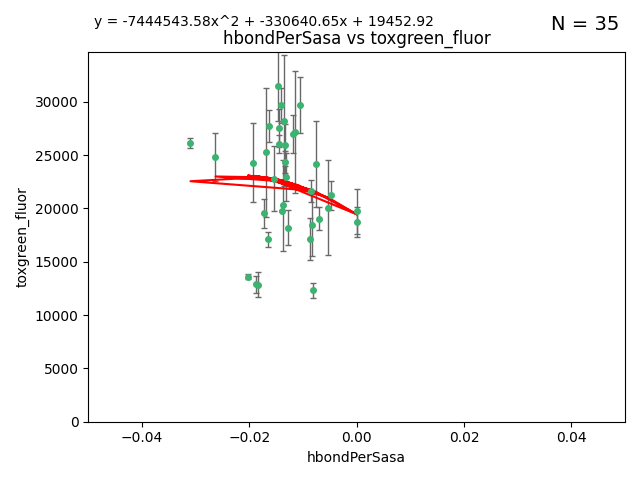 y = -7444543.58x^2 + -330640.65x + 19452.92
N = 35
hbondPerSasa vs toxgreen_fluor
30000
25000
20000
15000
10000
5000
0
toxgreen_fluor
−0.04
−0.02
0.00
0.02
0.04
hbondPerSasa